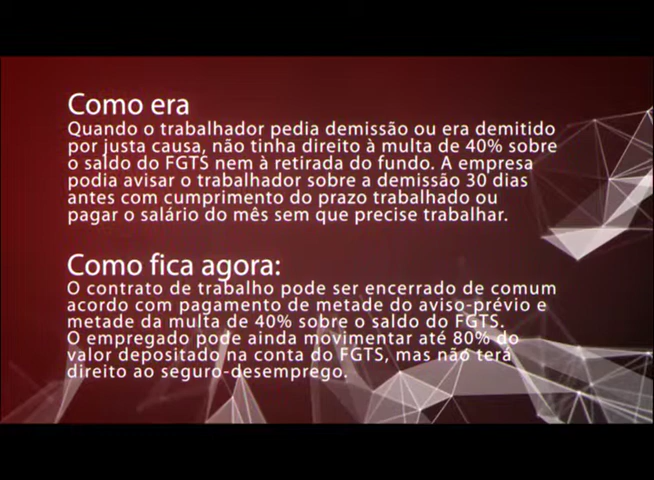 Como era
Quando o trabalhador pedia demissão ou era demitido
por justa causa, não tinha direito à multa de 40% sobre
o saldo do FGTS nem à retirada do fundo. A empresa
podia avisar o trabalhador sobre a demissão 30 dias
antes com cumprimento do prazo trabalhado ou
pagar o salário do mês sem que precise trabalhar.
Como fica agora:
O contrato de trabalho pode ser encerrado de comum
acordo com pagamento de metade do aviso-prévio e
metade da multa de 40% sobre o saldo do FGTS.
O empregado pode ainda movimentar até 80% do
valor depositado na conta do FGTS, mas não terá
direito ao seguro-desemprego.